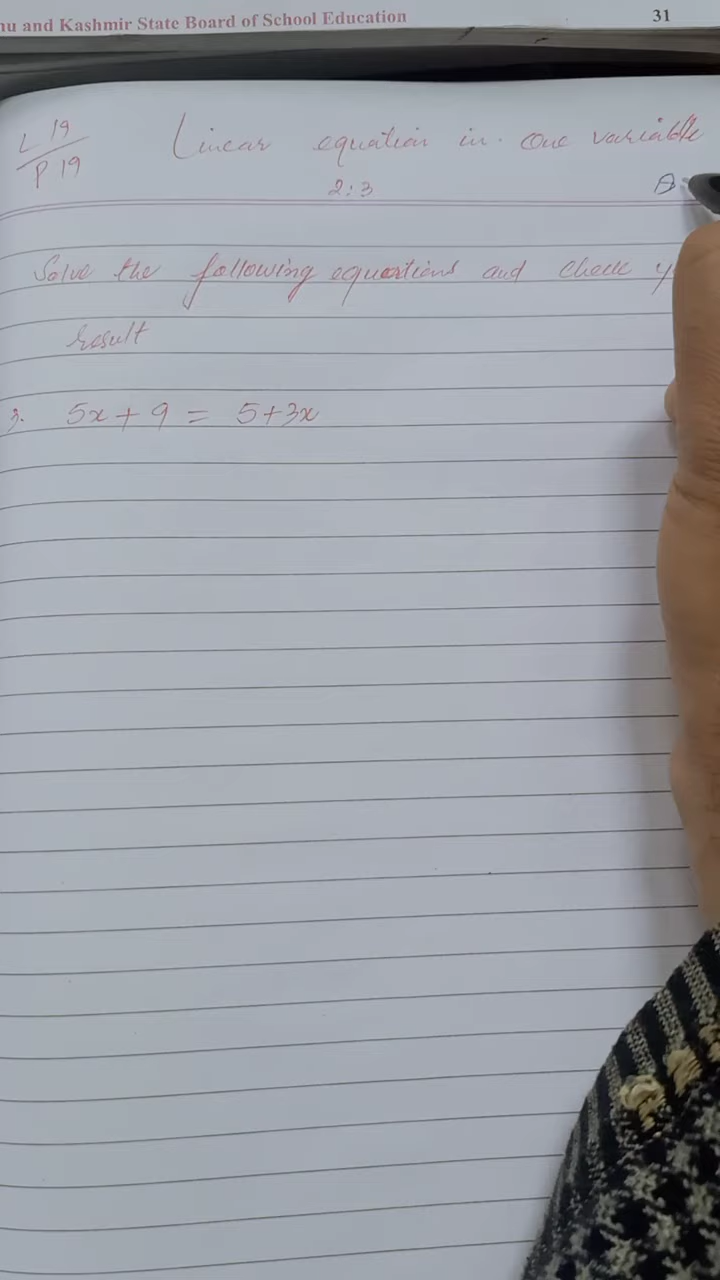 nu and Kashmir State Board of School Education 31
L 19
P 19
Linear equation in one variable
2:3
Solve the following equations and check
result
3. 5x + 9 = 5+3x